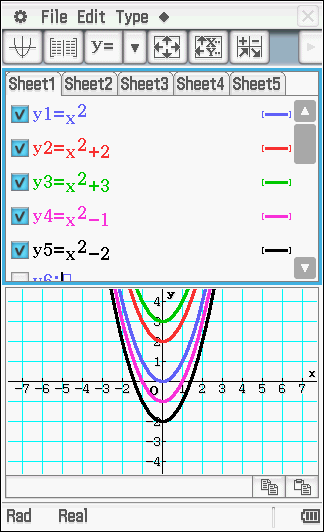 File Edit Type
Y=
Y=... X=...
Sheet1 Sheet2 Sheet3 Sheet4 Sheet5
y1=x²
y2=x²+2
y3=x²+3
y4=x²-1
y5=x²-2
y6:
y
4
3
2
1
x
-7 -6 -5 -4 -3 -2 -1 0 1 2 3 4 5 6 7
-1
-2
-3
-4
Rad Real